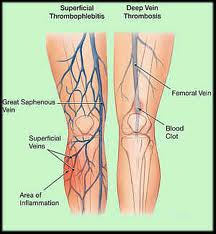 Superficial
Thrombophlebitis
Deep Vein
Thrombosis
Great Saphenous
Vein
Femoral Vein
Superficial
Veins
Blood
Clot
Area of
Inflammation